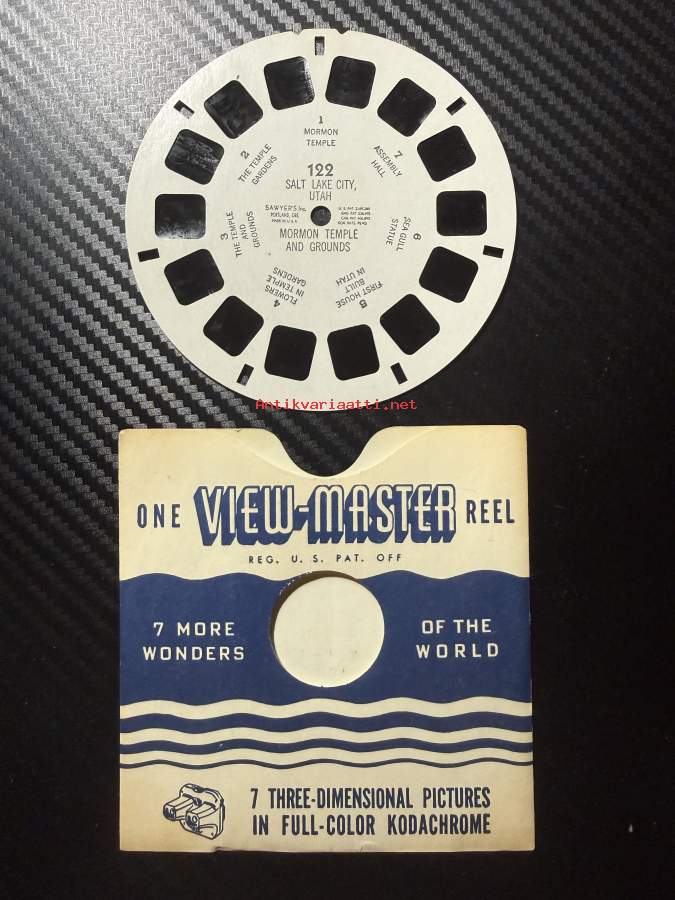 1
MORMON
TEMPLE
122
SALT LAKE CITY,
UTAH
SAWYER'S Inc.
PORTLAND, ORE.
MADE IN U.S.A.
MORMON TEMPLE
AND GROUNDS
2
THE TEMPLE
GARDENS
3
THE TEMPLE
AND
GROUNDS
4
FLOWERS
IN TEMPLE
GARDENS
5
FIRST HOUSE
BUILT
IN UTAH
6
SEA GULL
STATUE
7
ASSEMBLY
HALL
Antikvariaatti.net
ONE VIEW-MASTER REEL
REG. U. S. PAT. OFF
7 MORE
WONDERS
OF THE
WORLD
7 THREE-DIMENSIONAL PICTURES
IN FULL-COLOR KODACHROME